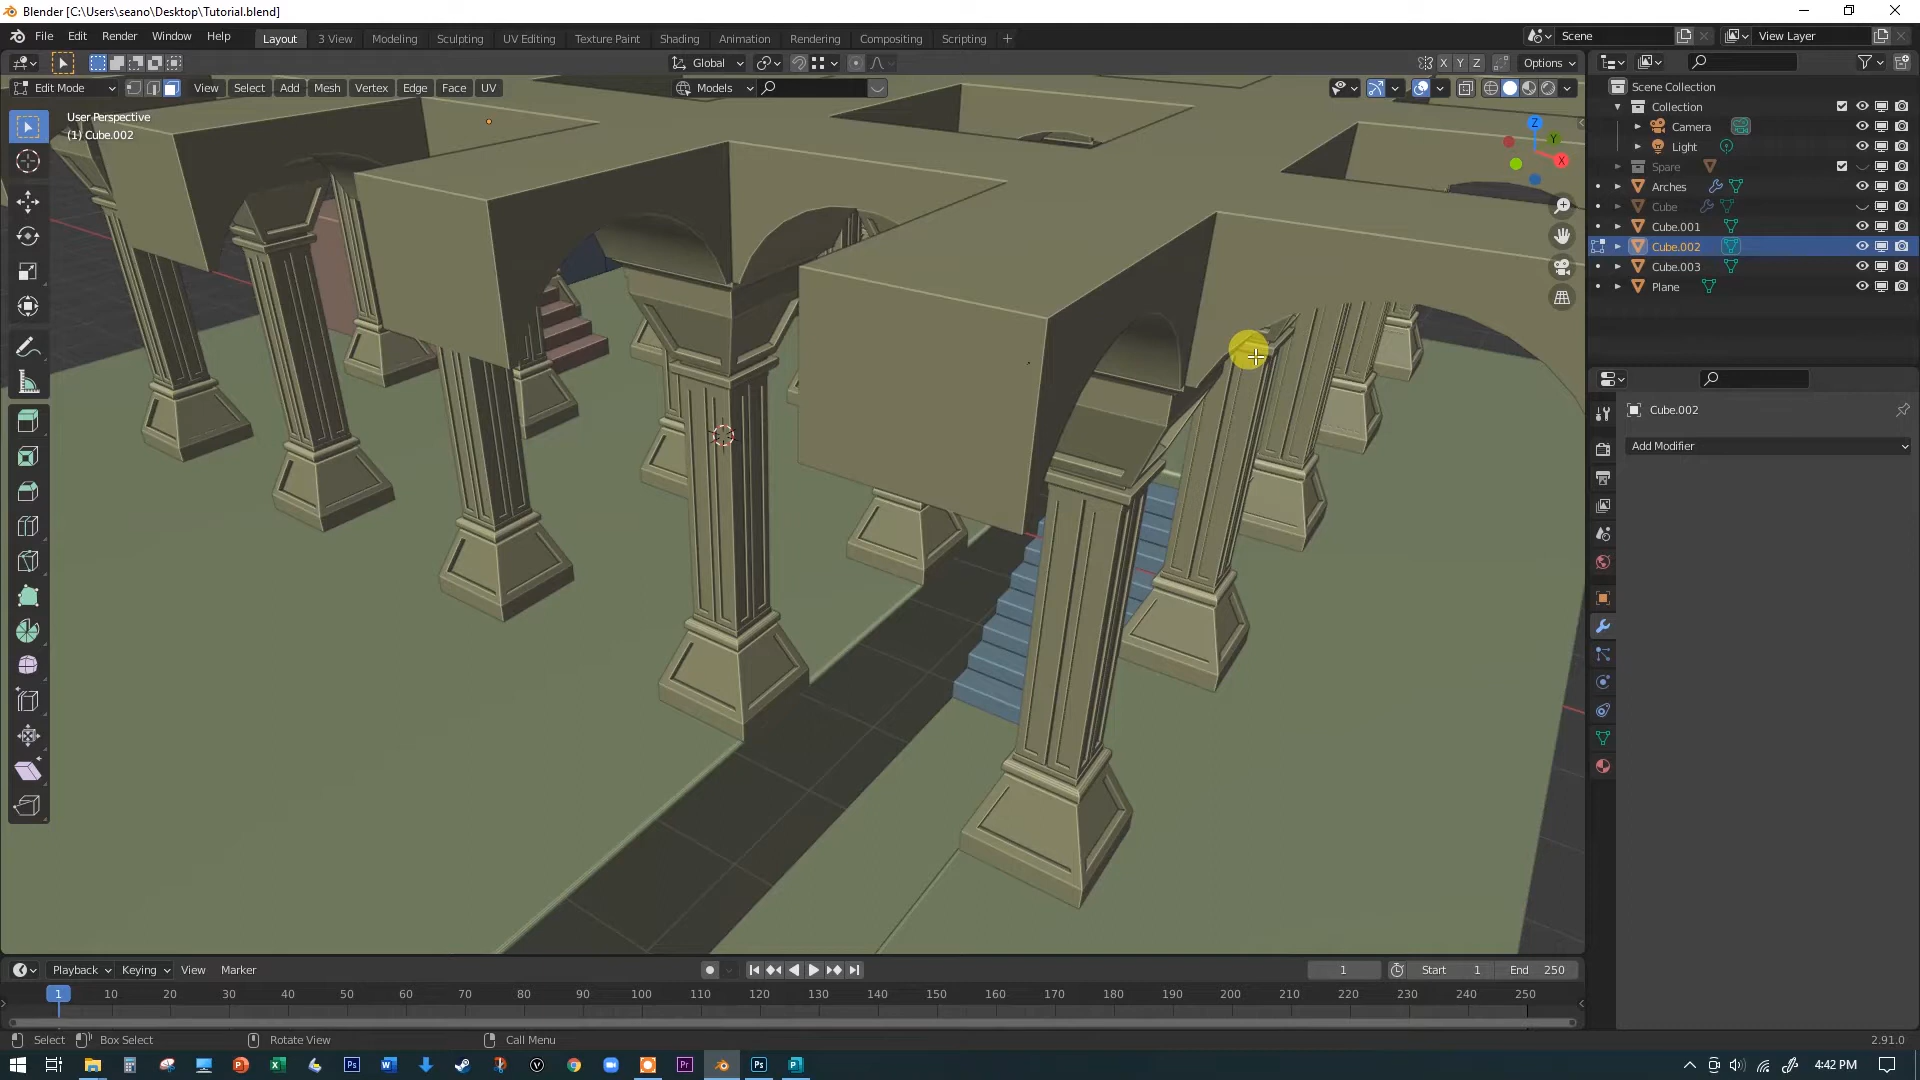 Blender [C:\Users\seano\Desktop\Tutorial.blend]
File Edit Render Window Help Layout 3 View Modeling Sculpting UV Editing Texture Paint Shading Animation Rendering Compositing Scripting + Scene View Layer
Global X Y Z Options
Edit Mode View Select Add Mesh Vertex Edge Face UV Models
User Perspective
(1) Cube.002
Z
Y
X
Scene Collection
Collection
Camera
Light
Spare
Arches
Cube
Cube.001
Cube.002
Cube.003
Plane
Cube.002
Add Modifier
Playback Keying View Marker 1 Start 1 End 250
1 10 20 30 40 50 60 70 80 90 100 110 120 130 140 150 160 170 180 190 200 210 220 230 240 250
Select Box Select Rotate View Call Menu 2.91.0
4:42 PM